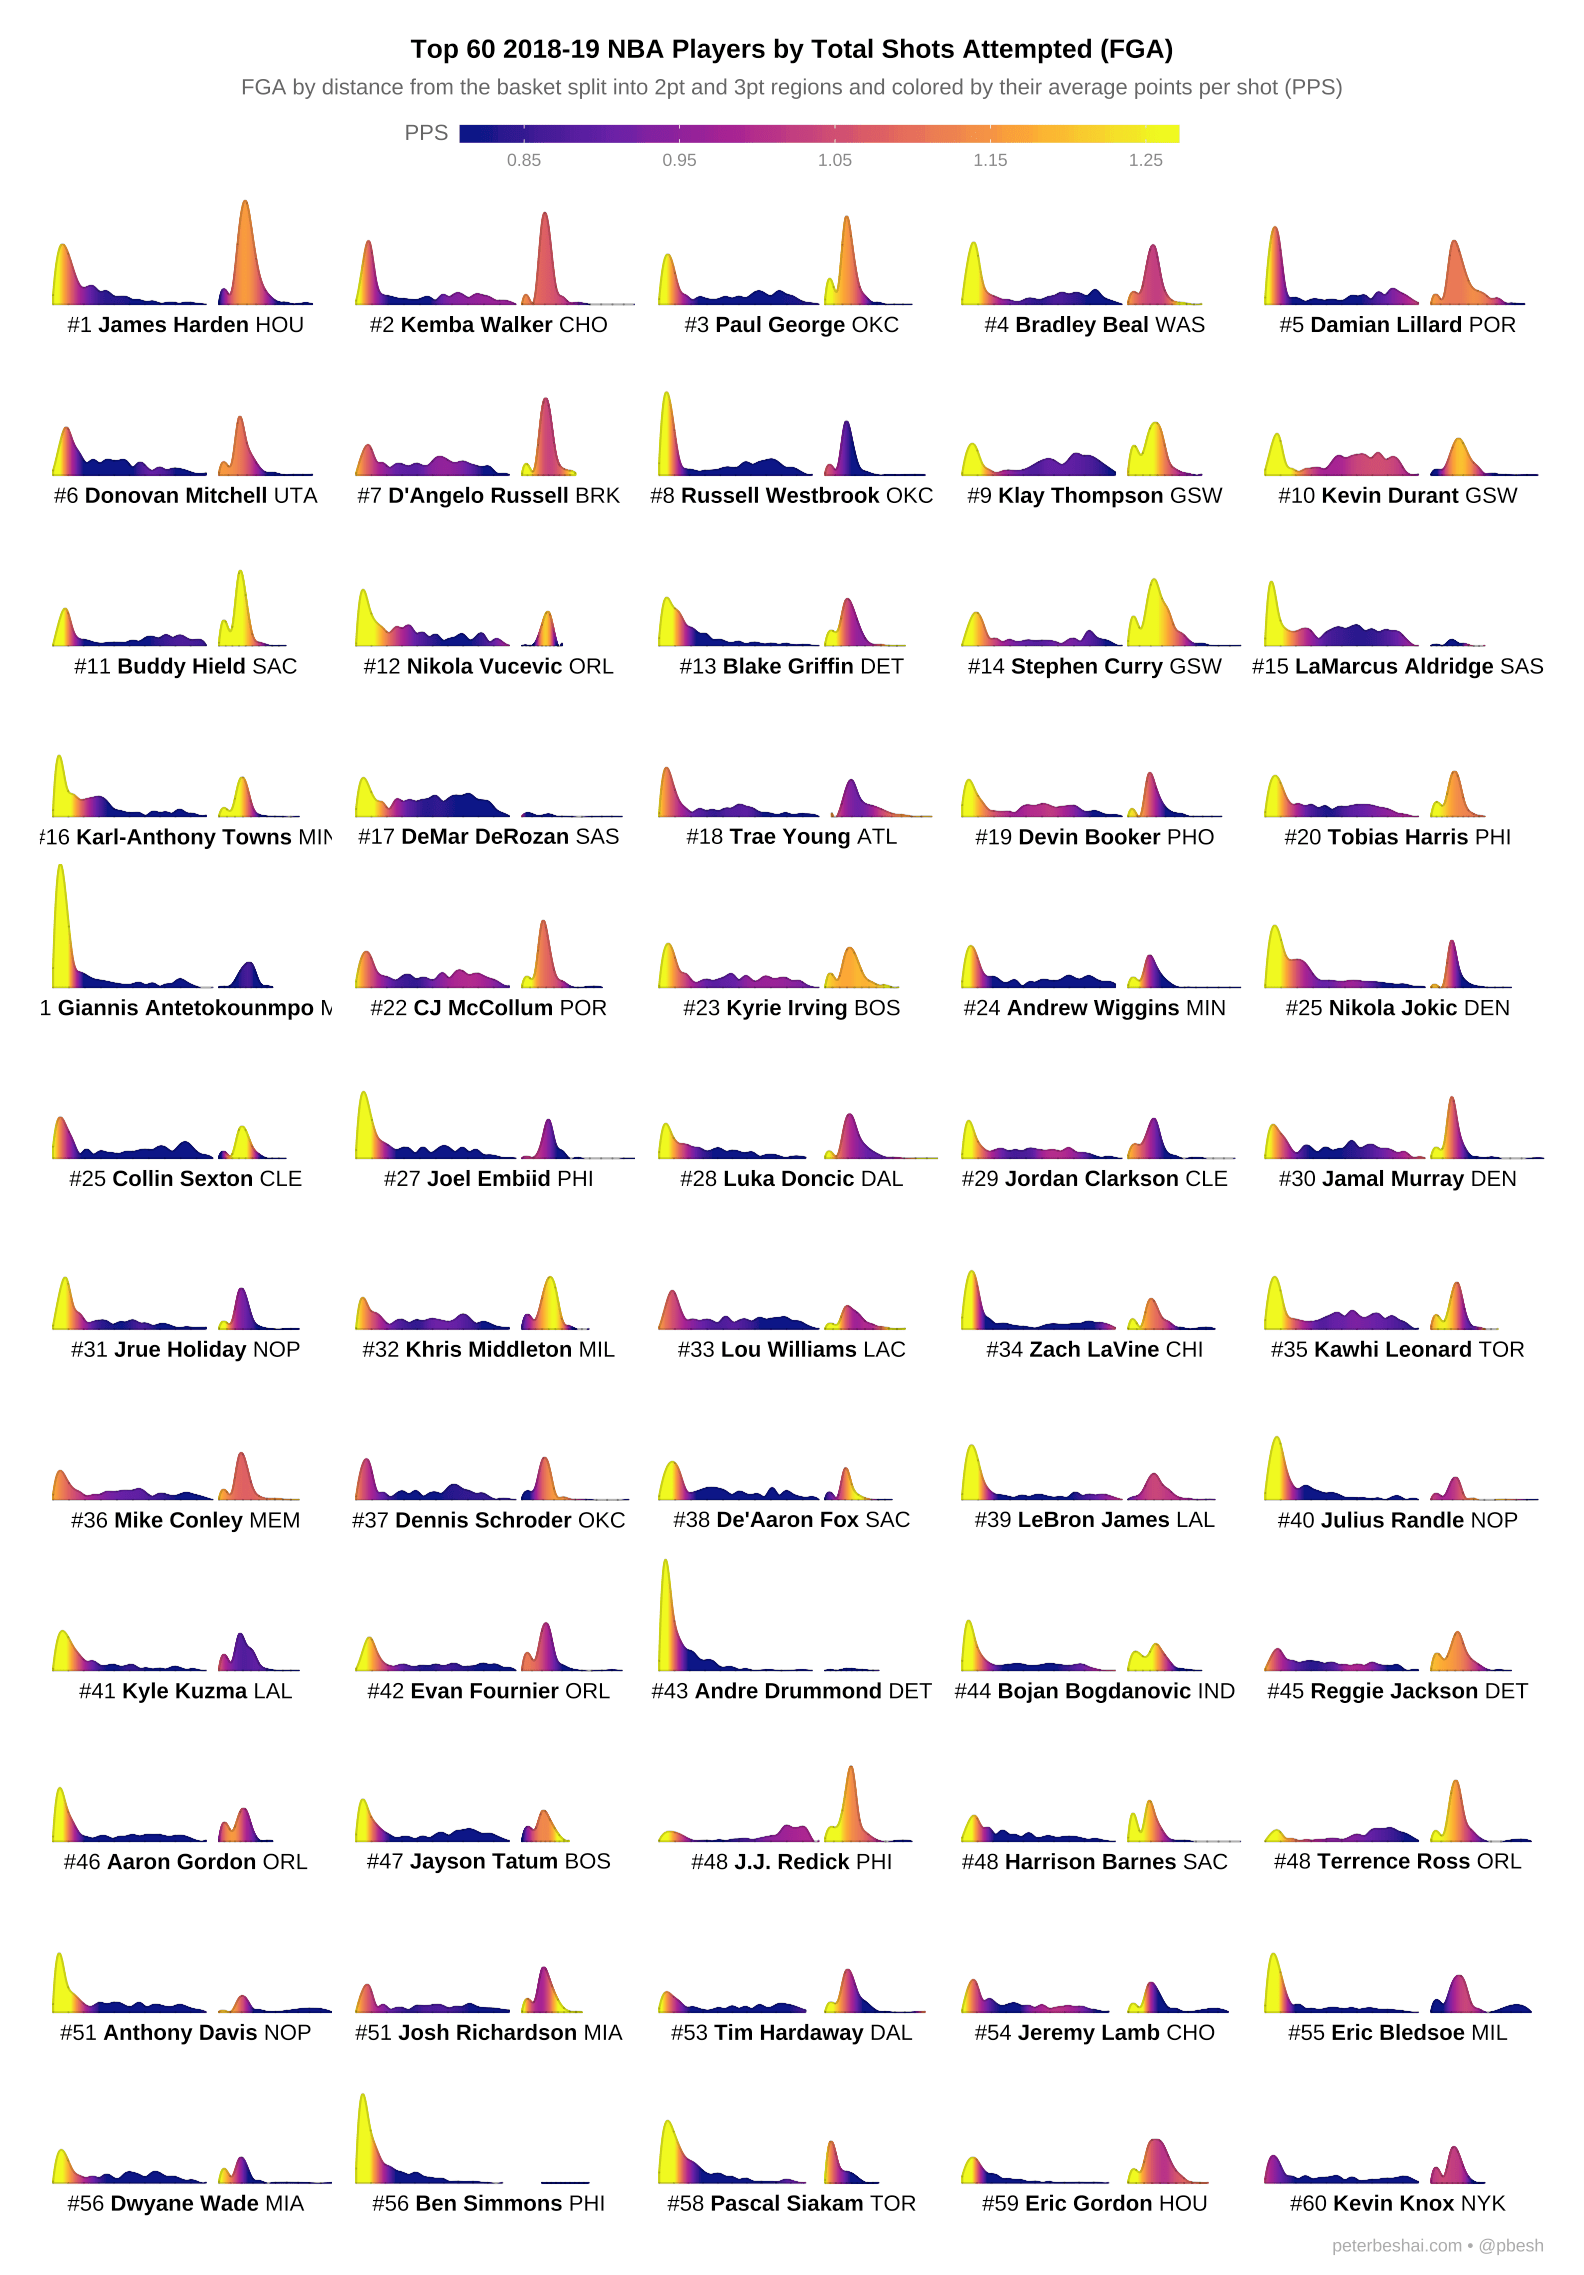 Top 60 2018-19 NBA Players by Total Shots Attempted (FGA)
FGA by distance from the basket split into 2pt and 3pt regions and colored by their average points per shot (PPS)
PPS
0.85 0.95 1.05 1.15 1.25
#1 James Harden HOU
#2 Kemba Walker CHO
#3 Paul George OKC
#4 Bradley Beal WAS
#5 Damian Lillard POR
#6 Donovan Mitchell UTA
#7 D'Angelo Russell BRK
#8 Russell Westbrook OKC
#9 Klay Thompson GSW
#10 Kevin Durant GSW
#11 Buddy Hield SAC
#12 Nikola Vucevic ORL
#13 Blake Griffin DET
#14 Stephen Curry GSW
#15 LaMarcus Aldridge SAS
#16 Karl-Anthony Towns MIN
#17 DeMar DeRozan SAS
#18 Trae Young ATL
#19 Devin Booker PHO
#20 Tobias Harris PHI
1 Giannis Antetokounmpo M
#22 CJ McCollum POR
#23 Kyrie Irving BOS
#24 Andrew Wiggins MIN
#25 Nikola Jokic DEN
#25 Collin Sexton CLE
#27 Joel Embiid PHI
#28 Luka Doncic DAL
#29 Jordan Clarkson CLE
#30 Jamal Murray DEN
#31 Jrue Holiday NOP
#32 Khris Middleton MIL
#33 Lou Williams LAC
#34 Zach LaVine CHI
#35 Kawhi Leonard TOR
#36 Mike Conley MEM
#37 Dennis Schroder OKC
#38 De'Aaron Fox SAC
#39 LeBron James LAL
#40 Julius Randle NOP
#41 Kyle Kuzma LAL
#42 Evan Fournier ORL
#43 Andre Drummond DET
#44 Bojan Bogdanovic IND
#45 Reggie Jackson DET
#46 Aaron Gordon ORL
#47 Jayson Tatum BOS
#48 J.J. Redick PHI
#48 Harrison Barnes SAC
#48 Terrence Ross ORL
#51 Anthony Davis NOP
#51 Josh Richardson MIA
#53 Tim Hardaway DAL
#54 Jeremy Lamb CHO
#55 Eric Bledsoe MIL
#56 Dwyane Wade MIA
#56 Ben Simmons PHI
#58 Pascal Siakam TOR
#59 Eric Gordon HOU
#60 Kevin Knox NYK
peterbeshai.com • @pbesh